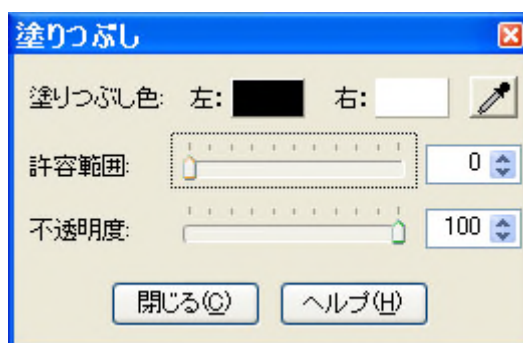 塗りつぶし
塗りつぶし色: 左: 右:
許容範囲: 0
不透明度: 100
閉じる(C) ヘルプ(H)